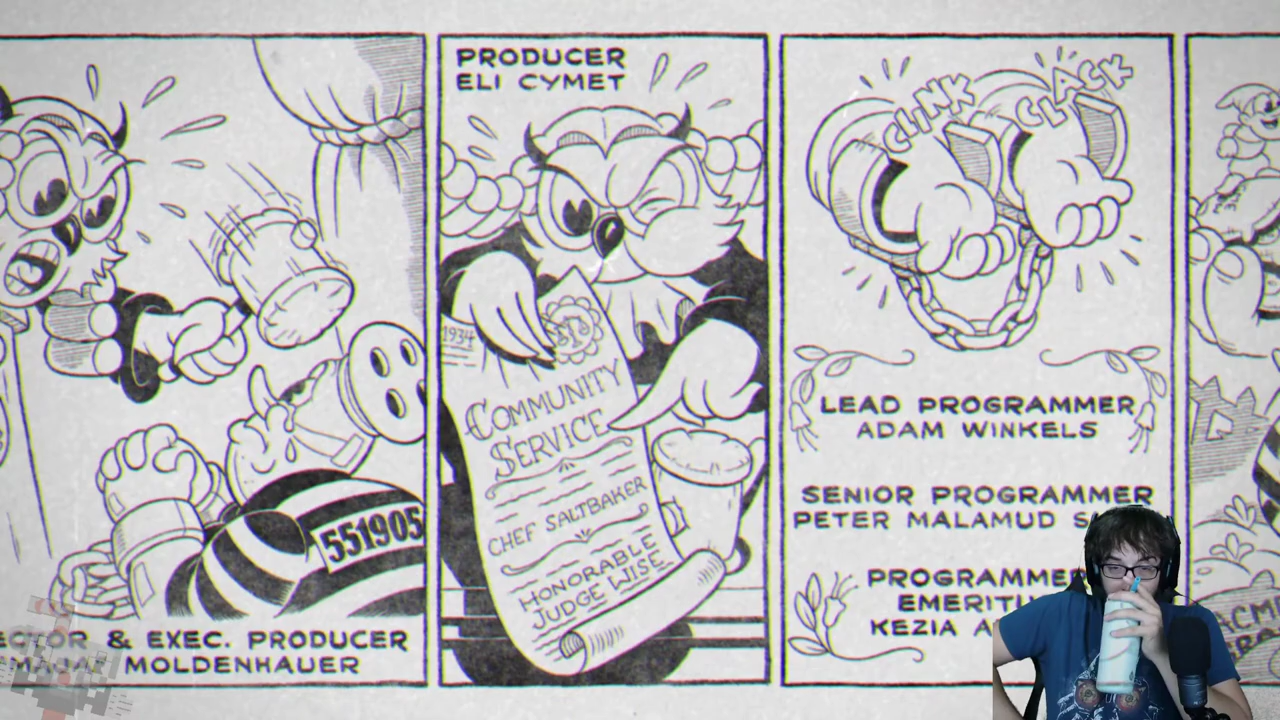 551905
ECTOR & EXEC. PRODUCER
MAJA MOLDENHAUER
PRODUCER
ELI CYMET
1934
COMMUNITY
SERVICE
CHEF SALTBAKER
HONORABLE
JUDGE WISE
CLINK
CLACK
LEAD PROGRAMMER
ADAM WINKELS
SENIOR PROGRAMMER
PETER MALAMUD
PROGRAMMER
KEZIA